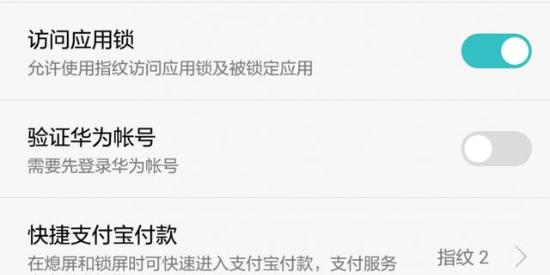 访问应用锁
允许使用指纹访问应用锁及被锁定应用
验证华为帐号
需要先登录华为帐号
快捷支付宝付款
指纹 2
在熄屏和锁屏时可快速进入支付宝付款，支付服务